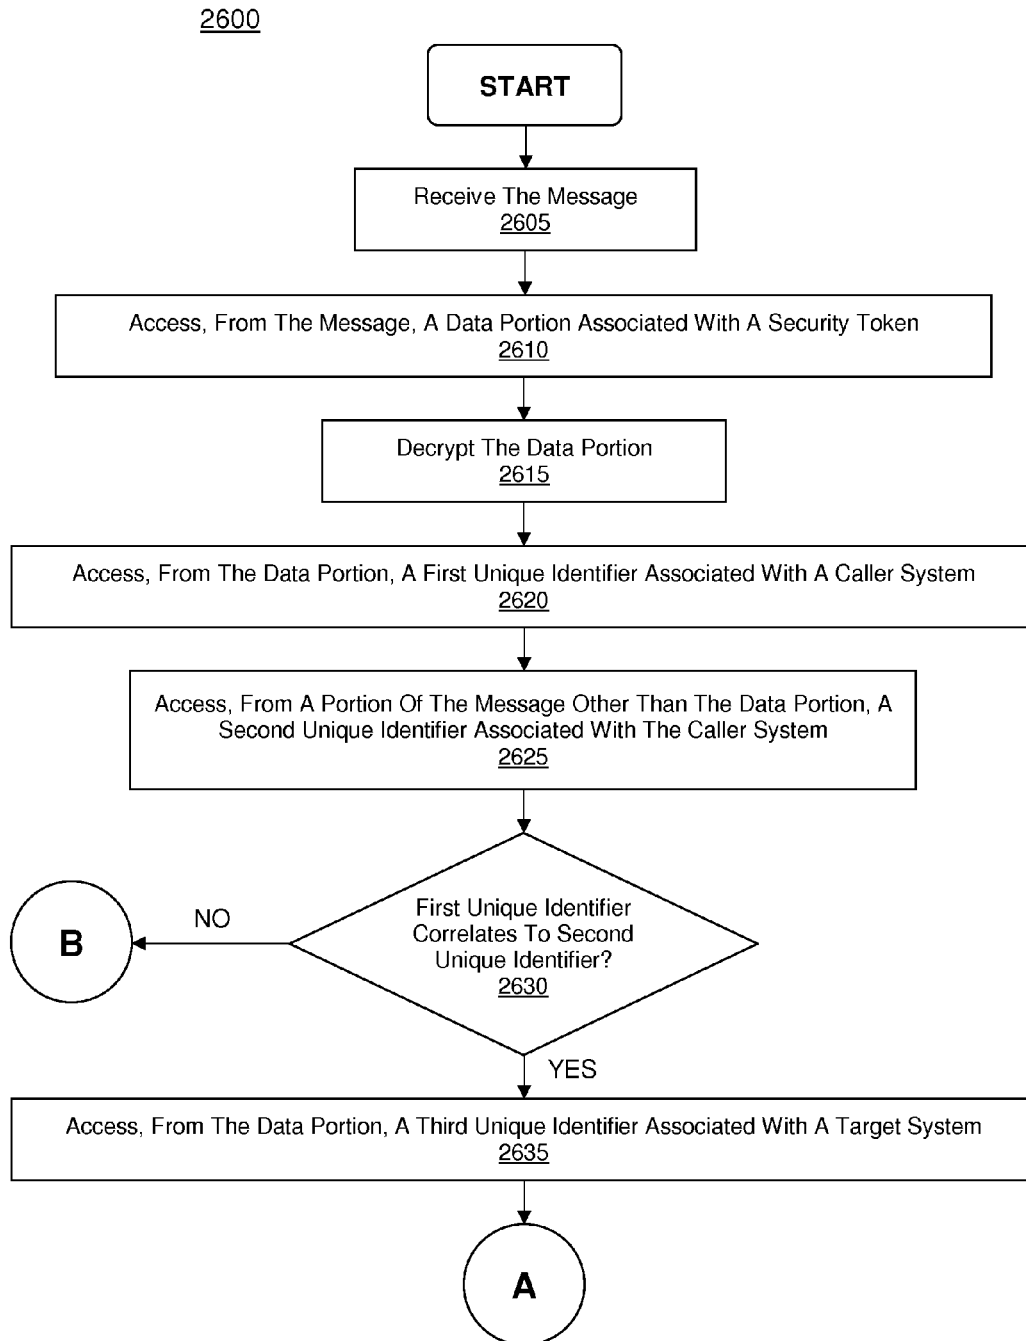 2600
START
Receive The Message
2605
Access, From The Message, A Data Portion Associated With A Security Token
2610
Decrypt The Data Portion
2615
Access, From The Data Portion, A First Unique Identifier Associated With A Caller System
2620
Access, From A Portion Of The Message Other Than The Data Portion, A
Second Unique Identifier Associated With The Caller System
2625
First Unique Identifier
Correlates To Second
Unique Identifier?
2630
NO
B
YES
Access, From The Data Portion, A Third Unique Identifier Associated With A Target System
2635
A